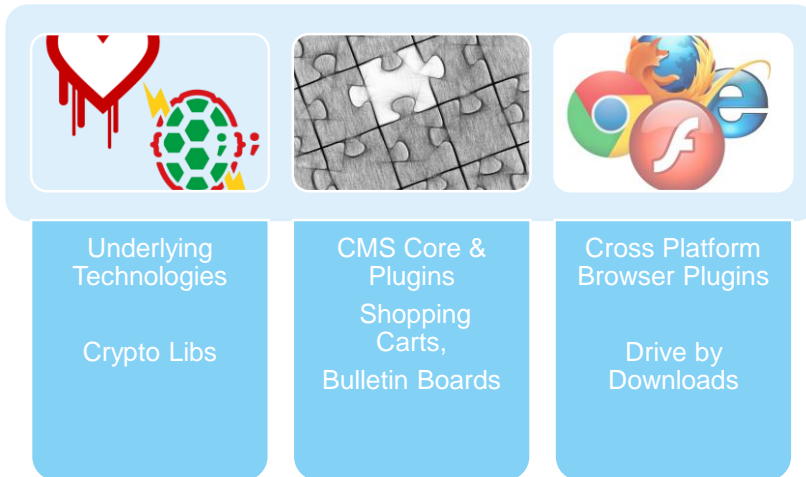 Underlying
Technologies
Crypto Libs
CMS Core &
Plugins
Shopping
Carts,
Bulletin Boards
Cross Platform
Browser Plugins
Drive by
Downloads